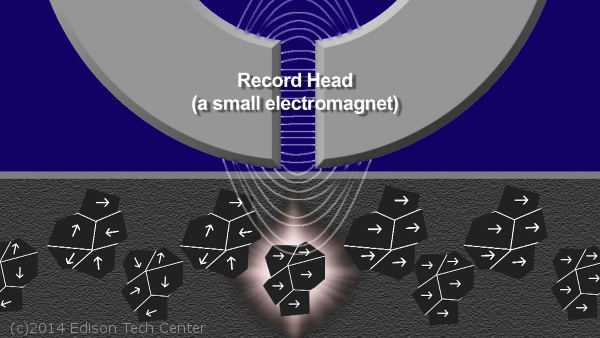 Record Head
(a small electromagnet)
(c)2014 Edison Tech Center